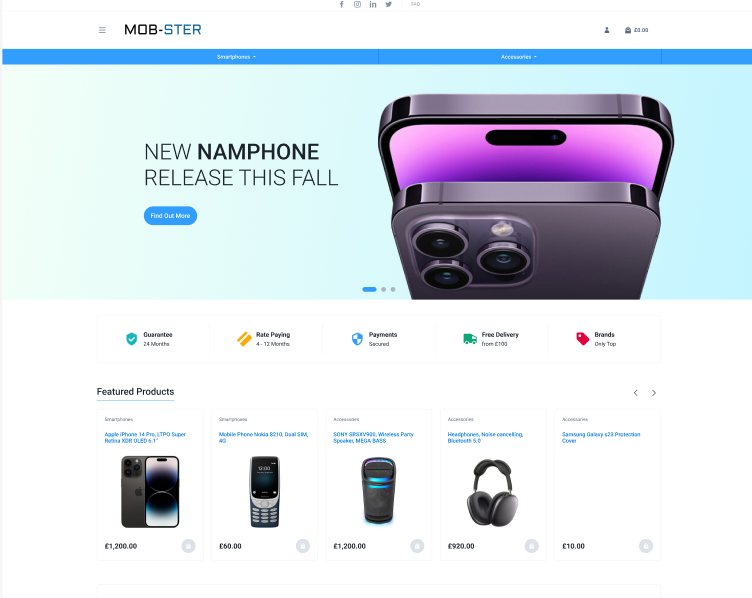 FAQ
MOB-STER
£0.00
Smartphones
Accessories
NEW NAMPHONE
RELEASE THIS FALL
Find Out More
Guarantee
24 Months
Rate Paying
4 - 12 Months
Payments
Secured
Free Delivery
from £100
Brands
Only Top
Featured Products
Smartphones
Apple iPhone 14 Pro, LTPO Super
Retina XDR OLED 6.1"
£1,200.00
Smartphones
Mobile Phone Nokia 8210, Dual SIM,
4G
12:00
£60.00
Accessories
SONY SRSXV900, Wireless Party
Speaker, MEGA BASS
£1,200.00
Accessories
Headphones, Noise cancelling,
Bluetooth 5.0
£920.00
Accessories
Samsung Galaxy s23 Protection
Cover
£10.00